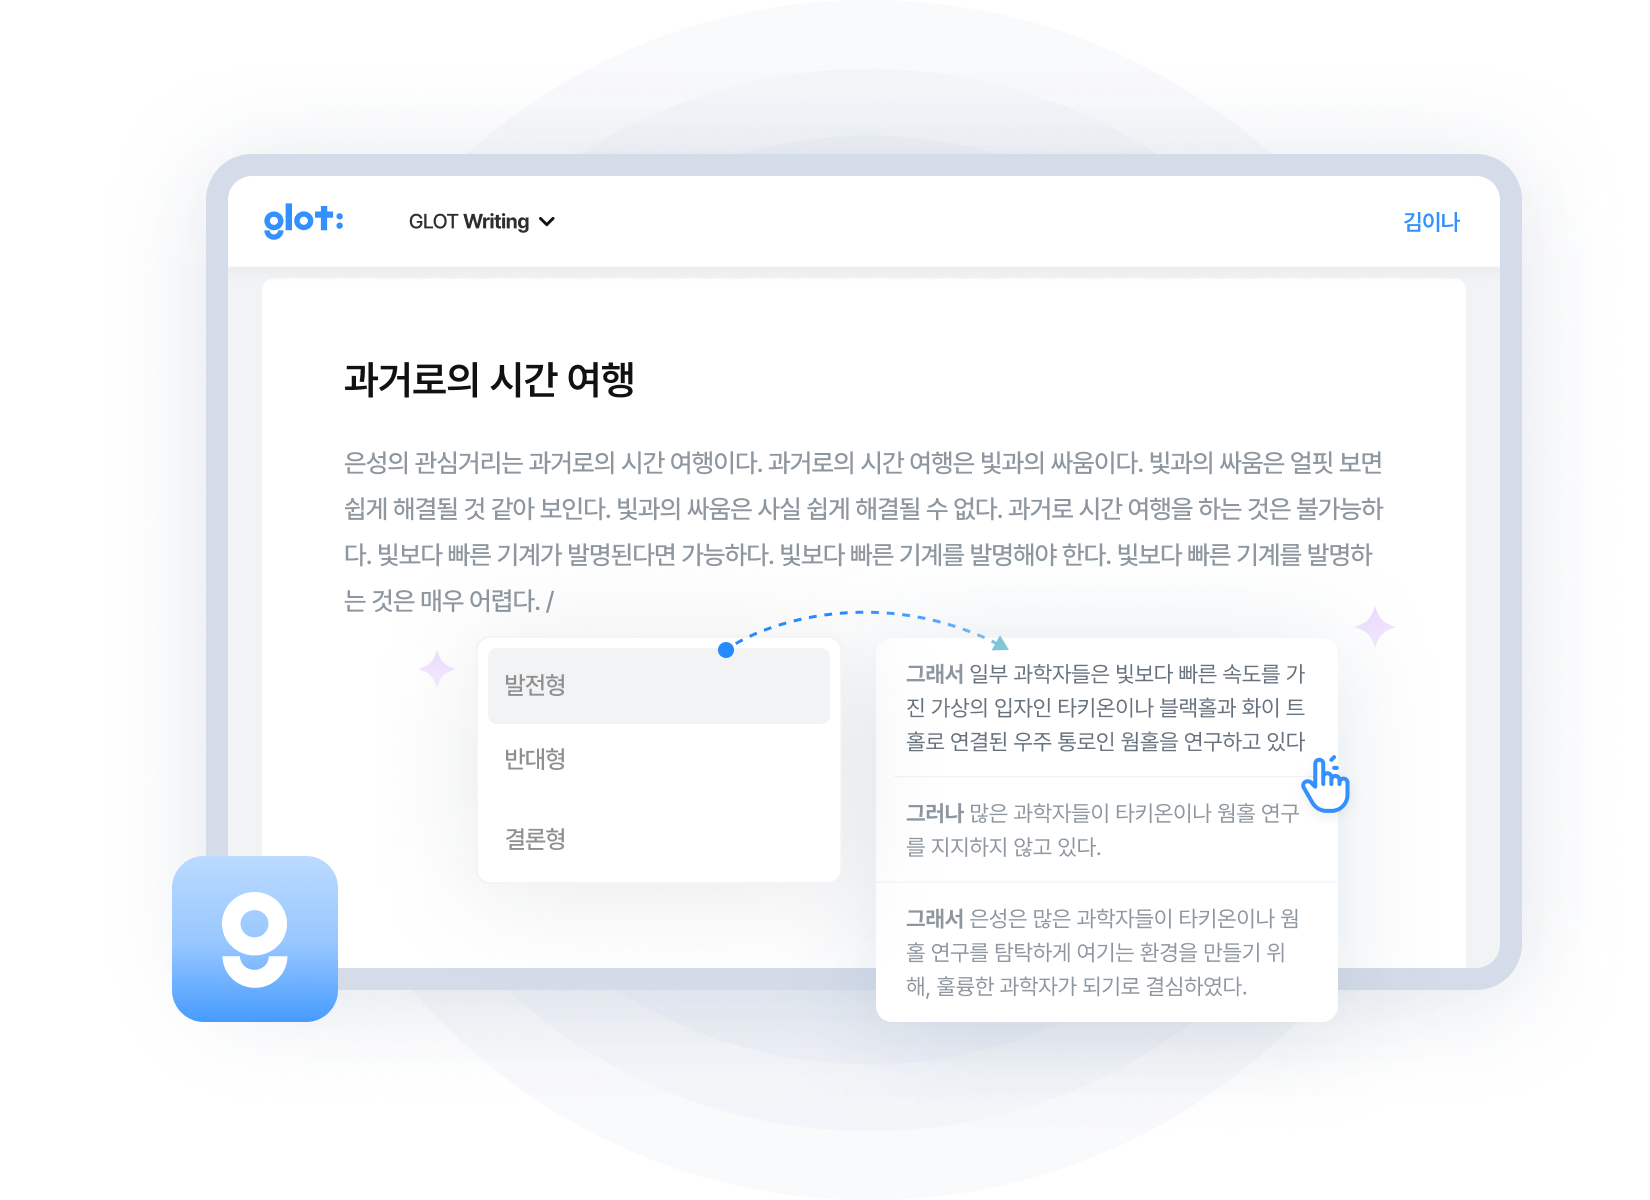 glot:
GLOT Writing
김이나
과거로의 시간 여행
은성의 관심거리는 과거로의 시간 여행이다. 과거로의 시간 여행은 빛과의 싸움이다. 빛과의 싸움은 얼핏 보면
쉽게 해결될 것 같아 보인다. 빛과의 싸움은 사실 쉽게 해결될 수 없다. 과거로 시간 여행을 하는 것은 불가능하
다. 빛보다 빠른 기계가 발명된다면 가능하다. 빛보다 빠른 기계를 발명해야 한다. 빛보다 빠른 기계를 발명하
는 것은 매우 어렵다. /
발전형
반대형
결론형
그래서 일부 과학자들은 빛보다 빠른 속도를 가
진 가상의 입자인 타키온이나 블랙홀과 화이 트
홀로 연결된 우주 통로인 웜홀을 연구하고 있다
그러나 많은 과학자들이 타키온이나 웜홀 연구
를 지지하지 않고 있다.
그래서 은성은 많은 과학자들이 타키온이나 웜
홀 연구를 탐탁하게 여기는 환경을 만들기 위
해, 훌륭한 과학자가 되기로 결심하였다.
g